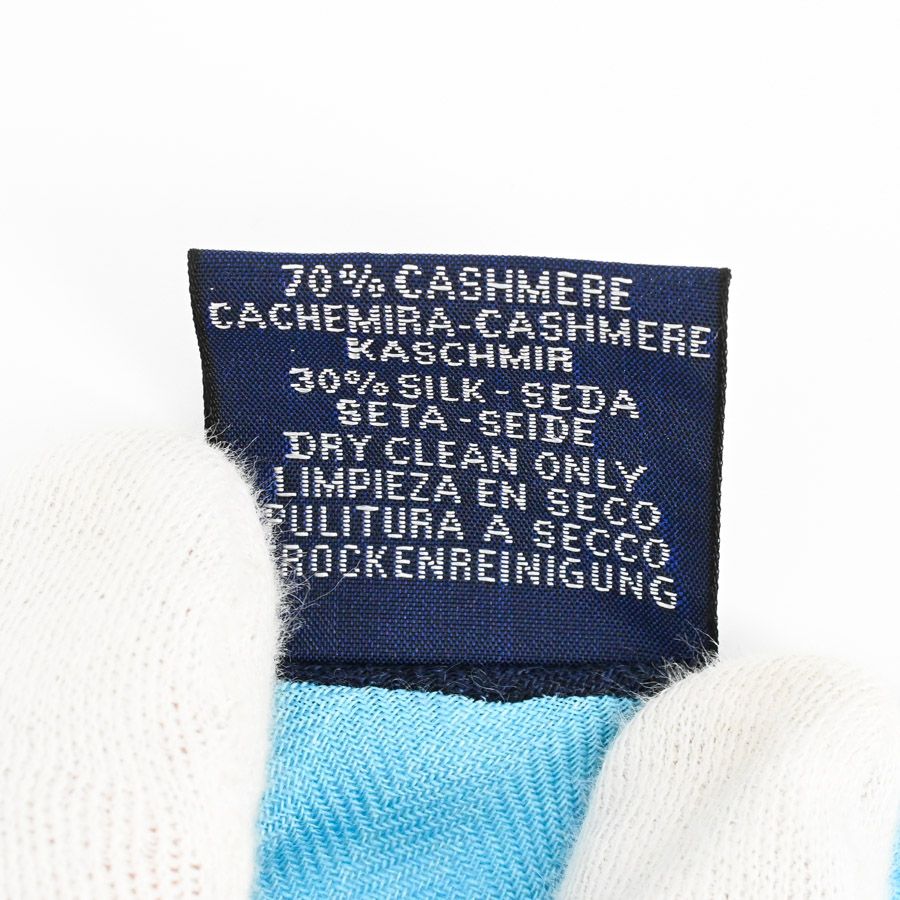 70% CASHMERE
CACHEMIRA-CASHMERE
KASCHMIR
30% SILK - SEDA
SETA - SEIDE
DRY CLEAN ONLY
LIMPIEZA EN SECO
PULITURA A SECCO
ROCKENREINIGUNG